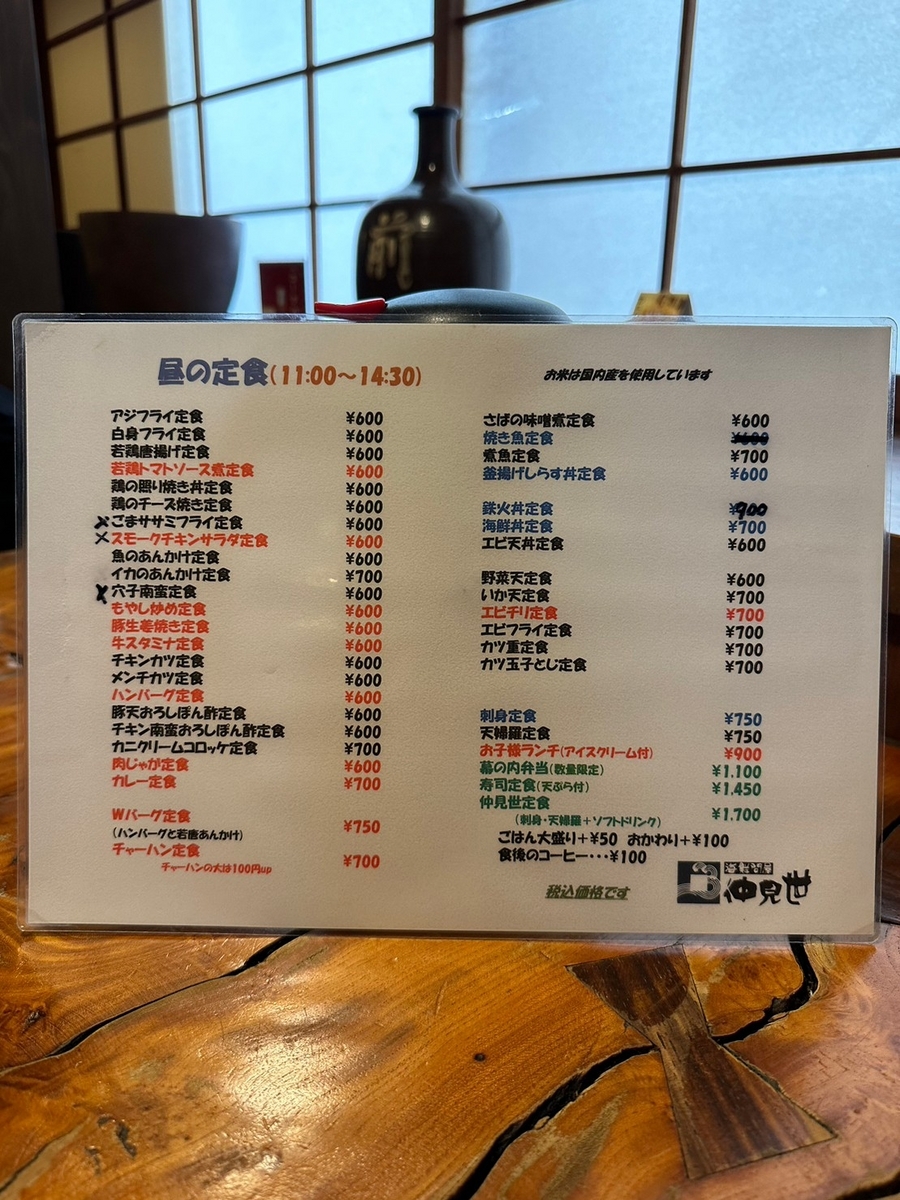 前
昼の定食(11:00〜14:30)
お米は国内産を使用しています
アジフライ定食 ¥600
白身フライ定食 ¥600
若鶏唐揚げ定食 ¥600
若鶏トマトソース煮定食 ¥600
鶏の照り焼き丼定食 ¥600
鶏のチーズ焼き定食 ¥600
✗ごまササミフライ定食 ¥600
✗スモークチキンサラダ定食 ¥600
魚のあんかけ定食 ¥600
イカのあんかけ定食 ¥700
✗穴子南蛮定食 ¥600
もやし炒め定食 ¥600
豚生姜焼き定食 ¥600
牛スタミナ定食 ¥600
チキンカツ定食 ¥600
メンチカツ定食 ¥600
ハンバーグ定食 ¥600
豚天おろしぽん酢定食 ¥600
チキン南蛮おろしぽん酢定食 ¥600
カニクリームコロッケ定食 ¥700
肉じゃが定食 ¥600
カレー定食 ¥700
Wバーグ定食 ¥750
(ハンバーグと若唐あんかけ)
チャーハン定食 ¥700
チャーハンの大は100円up
さばの味噌煮定食 ¥600
焼き魚定食 ¥600
煮魚定食 ¥700
釜揚げしらす丼定食 ¥600
鉄火丼定食 ¥900
海鮮丼定食 ¥700
エビ天丼定食 ¥600
野菜天定食 ¥600
いか天定食 ¥700
エビチリ定食 ¥700
エビフライ定食 ¥700
カツ重定食 ¥700
カツ玉子とじ定食 ¥700
刺身定食 ¥750
天婦羅定食 ¥750
お子様ランチ(アイスクリーム付) ¥900
幕の内弁当(数量限定) ¥1,100
寿司定食(天ぷら付) ¥1,450
仲見世定食 ¥1,700
(刺身・天婦羅+ソフトドリンク)
ごはん大盛り+¥50 おかわり+¥100
食後のコーヒー・・・¥100
税込価格です
仲見世